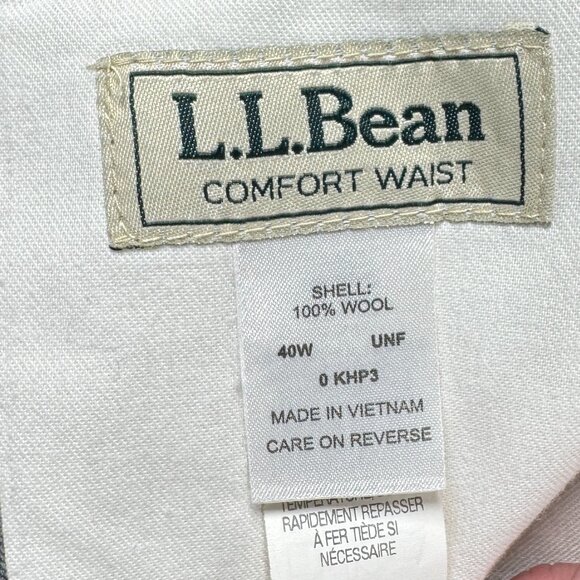 L.L.Bean
COMFORT WAIST
SHELL:
100% WOOL
40W UNF
0 KHP3
MADE IN VIETNAM
CARE ON REVERSE
RAPIDEMENT REPASSER
À FER TIÈDE SI
NÉCESSAIRE